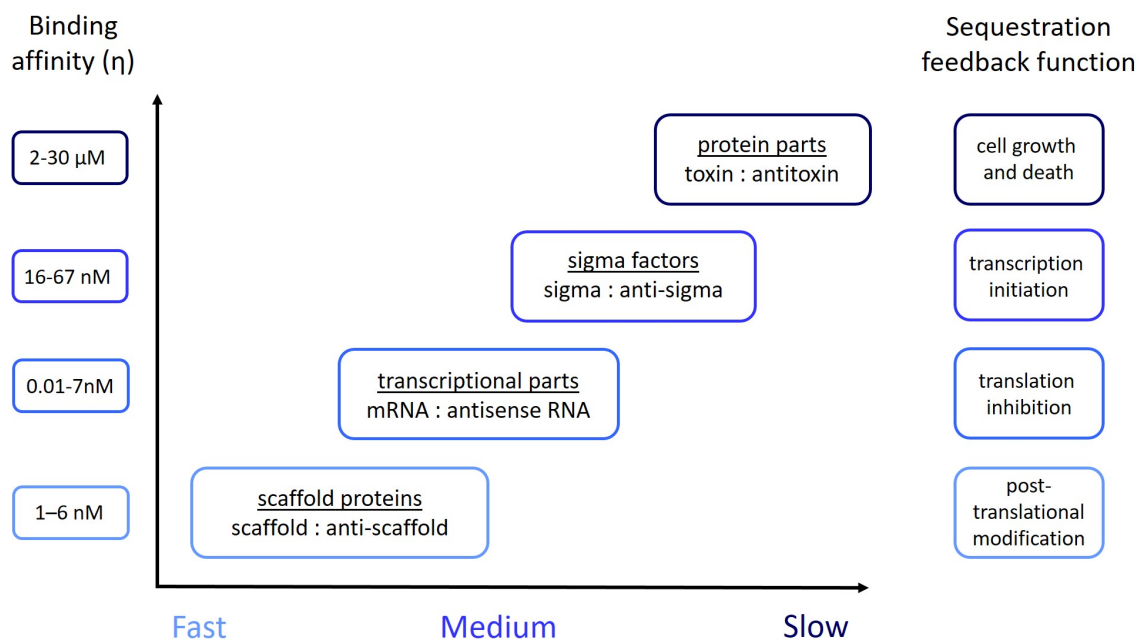 Binding
affinity (η)
Sequestration
feedback function
2-30 µM
protein parts
toxin : antitoxin
cell growth
and death
16-67 nM
sigma factors
sigma : anti-sigma
transcription
initiation
0.01-7nM
transcriptional parts
mRNA : antisense RNA
translation
inhibition
1–6 nM
scaffold proteins
scaffold : anti-scaffold
post-
translational
modification
Fast
Medium
Slow